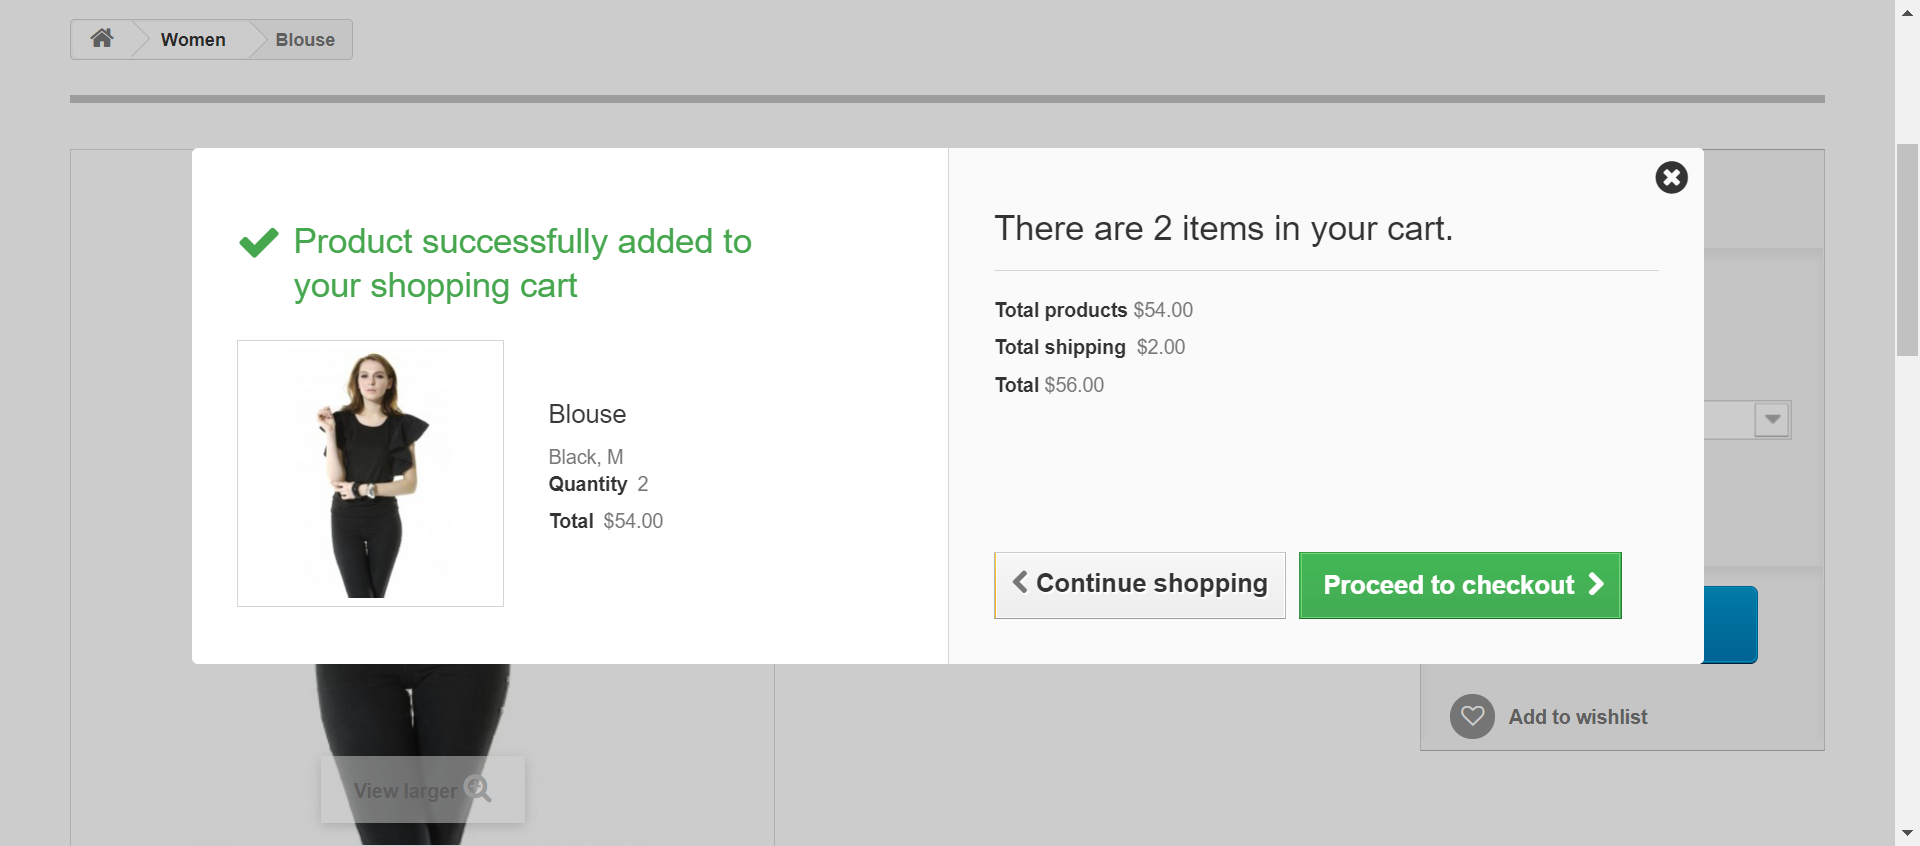 Women
Blouse
Product successfully added to
your shopping cart
Blouse
Black, M
Quantity 2
Total $54.00
There are 2 items in your cart.
Total products $54.00
Total shipping $2.00
Total $56.00
Continue shopping
Proceed to checkout
Add to wishlist
View larger